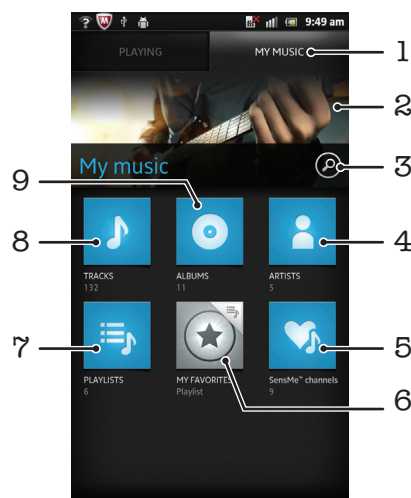 9:49 am
PLAYING
MY MUSIC
1
2
My music
3
9
8
4
TRACKS
132
ALBUMS
11
ARTISTS
5
7
5
PLAYLISTS
6
MY FAVORITES
Playlist
SensMe™ channels
9
6